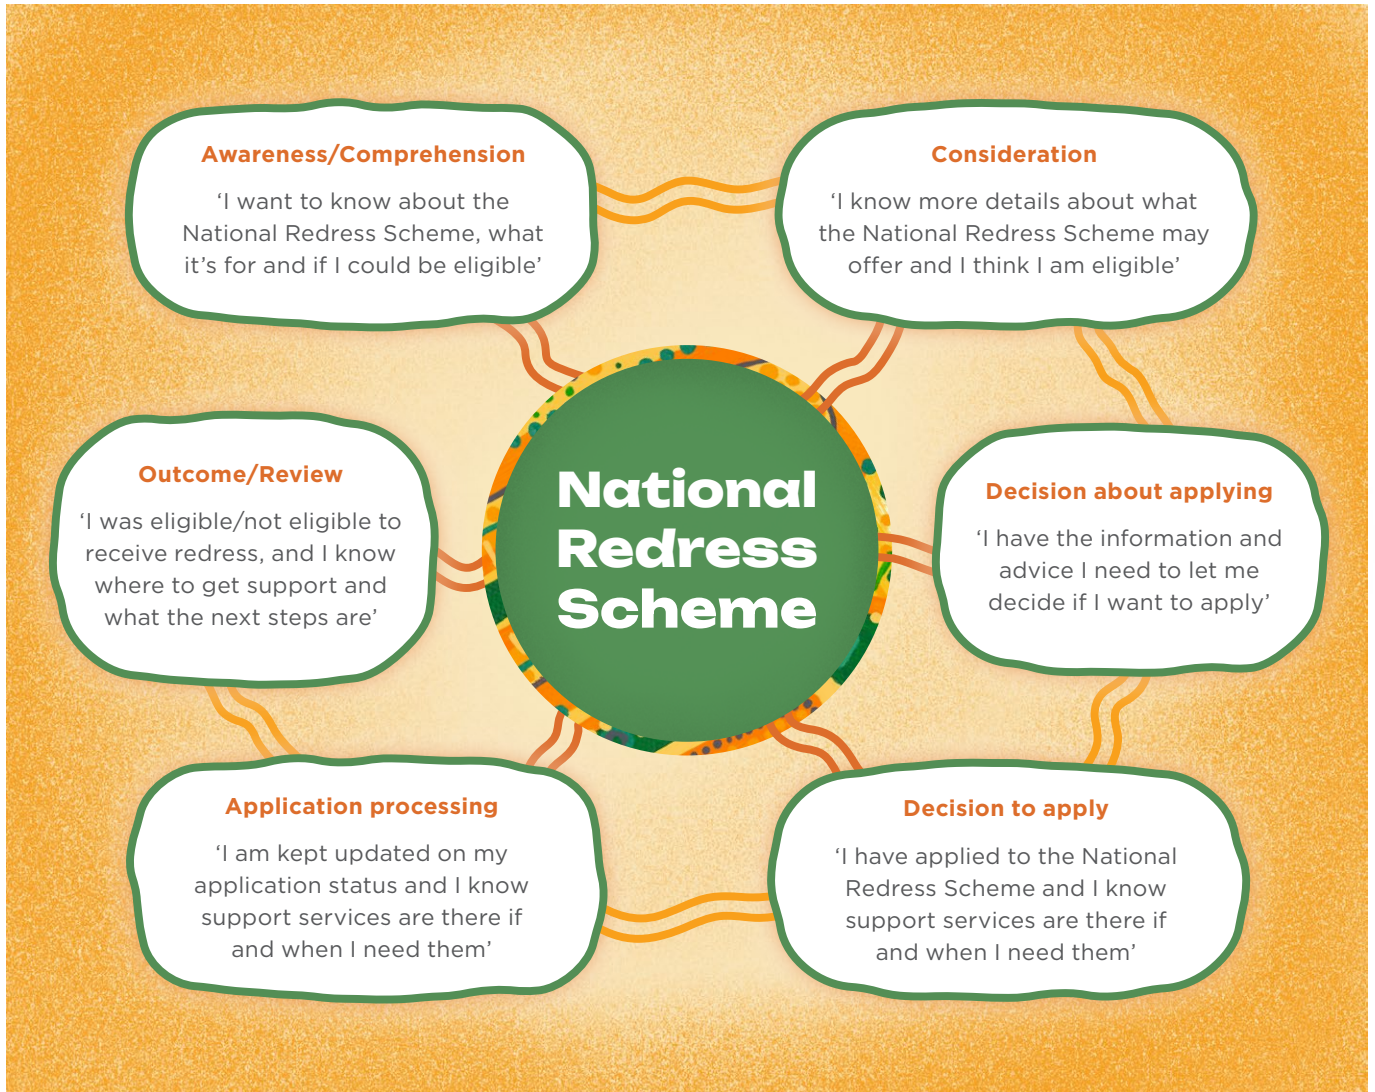 Awareness/Comprehension
‘I want to know about the
National Redress Scheme, what
it’s for and if I could be eligible’
Consideration
‘I know more details about what
the National Redress Scheme may
offer and I think I am eligible’
Outcome/Review
‘I was eligible/not eligible to
receive redress, and I know
where to get support and
what the next steps are’
National
Redress
Scheme
Decision about applying
‘I have the information and
advice I need to let me
decide if I want to apply’
Application processing
‘I am kept updated on my
application status and I know
support services are there if
and when I need them’
Decision to apply
‘I have applied to the National
Redress Scheme and I know
support services are there if
and when I need them’